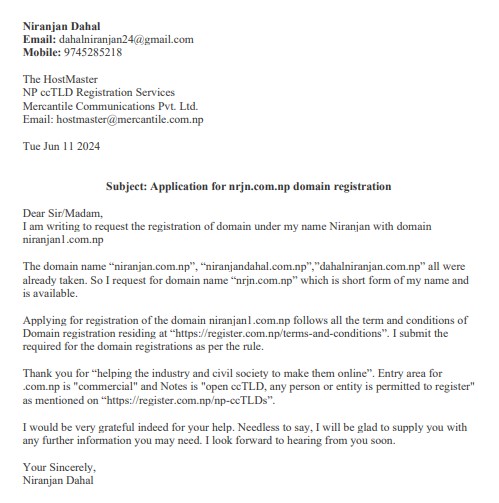 Niranjan Dahal
Email: dahalniranjan24@gmail.com
Mobile: 9745285218
The HostMaster
NP ccTLD Registration Services
Mercantile Communications Pvt. Ltd.
Email: hostmaster@mercantile.com.np
Tue Jun 11 2024
Subject: Application for nrjn.com.np domain registration
Dear Sir/Madam,
I am writing to request the registration of domain under my name Niranjan with domain
niranjan1.com.np
The domain name “niranjan.com.np”, “niranjandahal.com.np”,”dahalniranjan.com.np” all were
already taken. So I request for domain name “nrjn.com.np” which is short form of my name and
is available.
Applying for registration of the domain niranjan1.com.np follows all the term and conditions of
Domain registration residing at “https://register.com.np/terms-and-conditions”. I submit the
required for the domain registrations as per the rule.
Thank you for “helping the industry and civil society to make them online”. Entry area for
.com.np is "commercial" and Notes is "open ccTLD, any person or entity is permitted to register"
as mentioned on “https://register.com.np/np-ccTLDs”.
I would be very grateful indeed for your help. Needless to say, I will be glad to supply you with
any further information you may need. I look forward to hearing from you soon.
Your Sincerely,
Niranjan Dahal